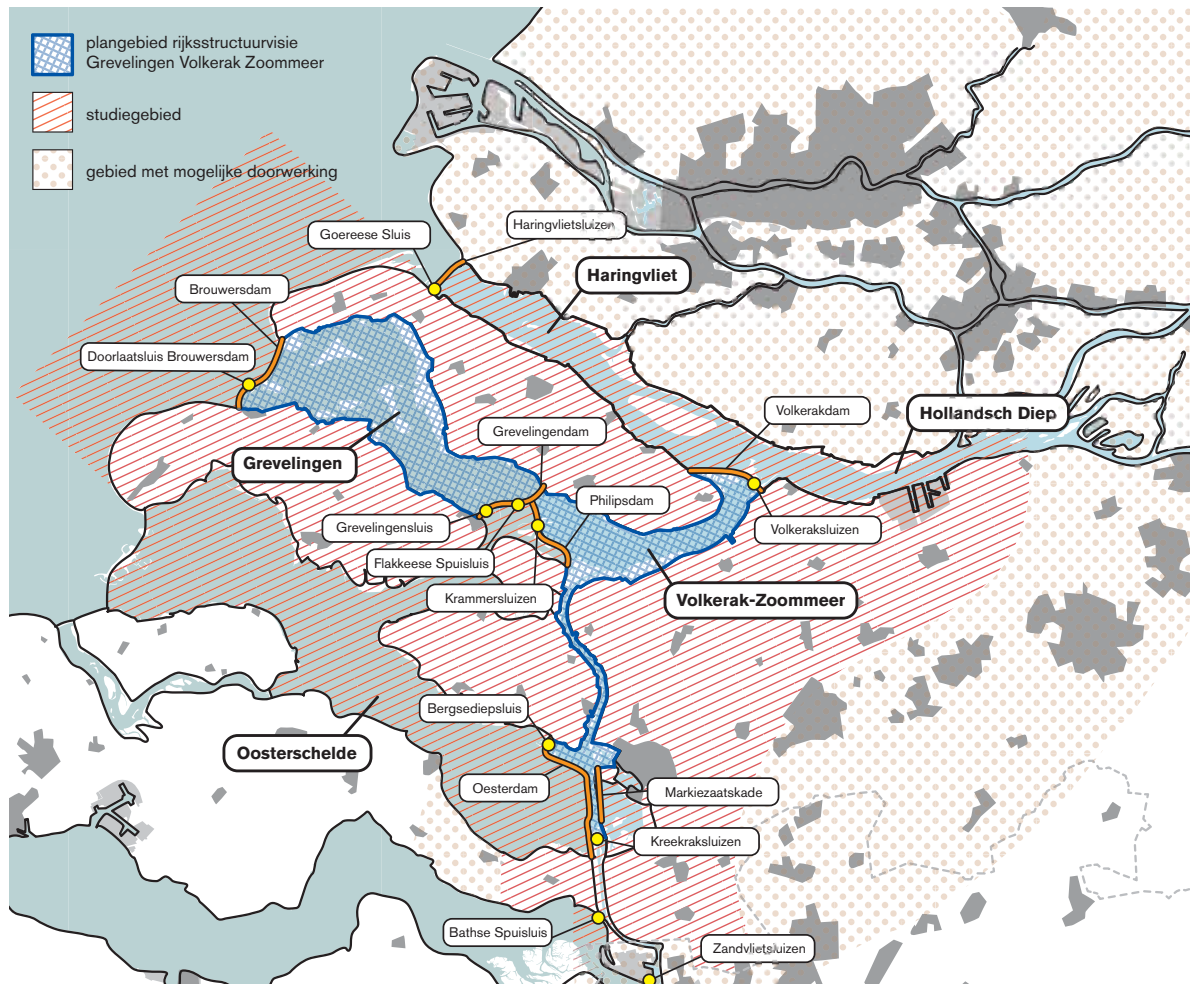 plangebied rijksstructuurvisie
Grevelingen Volkerak Zoommeer
studiegebied
gebied met mogelijke doorwerking
Haringvlietsluizen
Goereese Sluis
Haringvliet
Brouwersdam
Doorlaatsluis Brouwersdam
Volkerakdam
Hollandsch Diep
Grevelingendam
Grevelingen
Philipsdam
Grevelingensluis
Volkeraksluizen
Flakkeese Spuisluis
Krammersluizen
Volkerak-Zoommeer
Bergsediepsluis
Oosterschelde
Oesterdam
Markiezaatskade
Kreekraksluizen
Bathse Spuisluis
Zandvlietsluizen